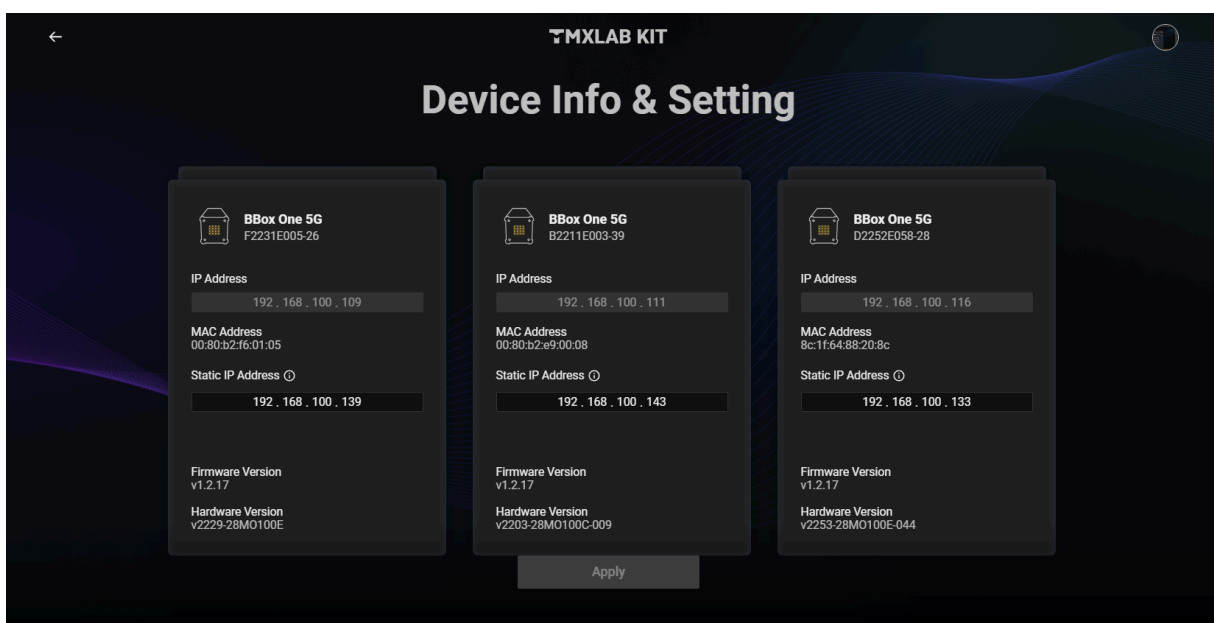 TMXLAB KIT
Device Info & Setting
BBox One 5G
F2231E005-26
IP Address
192 . 168 . 100 . 109
MAC Address
00:80:b2:f6:01:05
Static IP Address
192 . 168 . 100 . 139
Firmware Version
v1.2.17
Hardware Version
v2229-28MO100E
BBox One 5G
B2211E003-39
IP Address
192 . 168 . 100 . 111
MAC Address
00:80:b2:e9:00:08
Static IP Address
192 . 168 . 100 . 143
Firmware Version
v1.2.17
Hardware Version
v2203-28MO100C-009
BBox One 5G
D2252E058-28
IP Address
192 . 168 . 100 . 116
MAC Address
8c:1f:64:88:20:8c
Static IP Address
192 . 168 . 100 . 133
Firmware Version
v1.2.17
Hardware Version
v2253-28MO100E-044
Apply